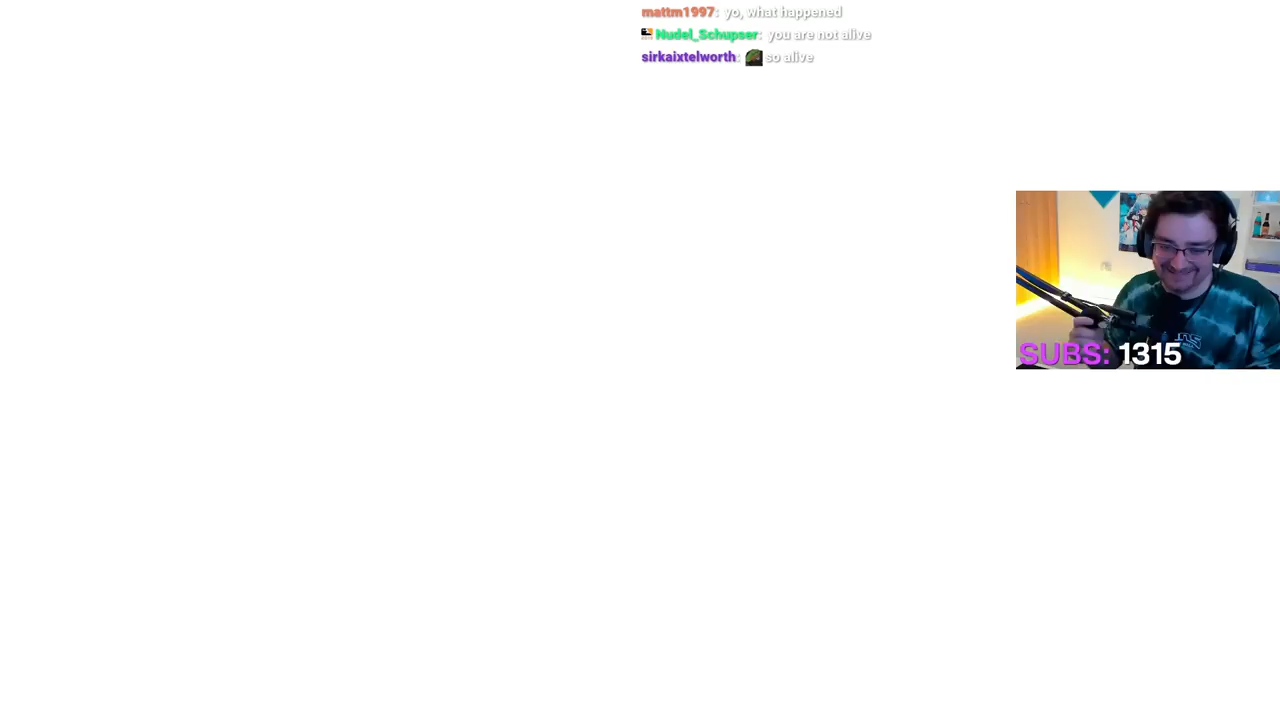 mattm1997: yo, what happened
Nudel_Schupser: you are not alive
sirkaixtelworth: so alive
SUBS: 1315